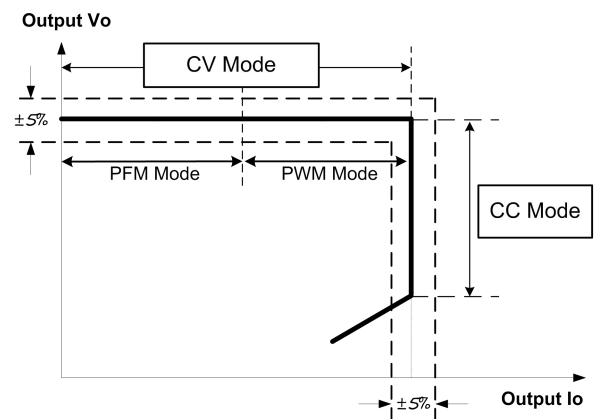 Output Vo
CV Mode
±5%
PFM Mode
PWM Mode
CC Mode
Output Io
±5%